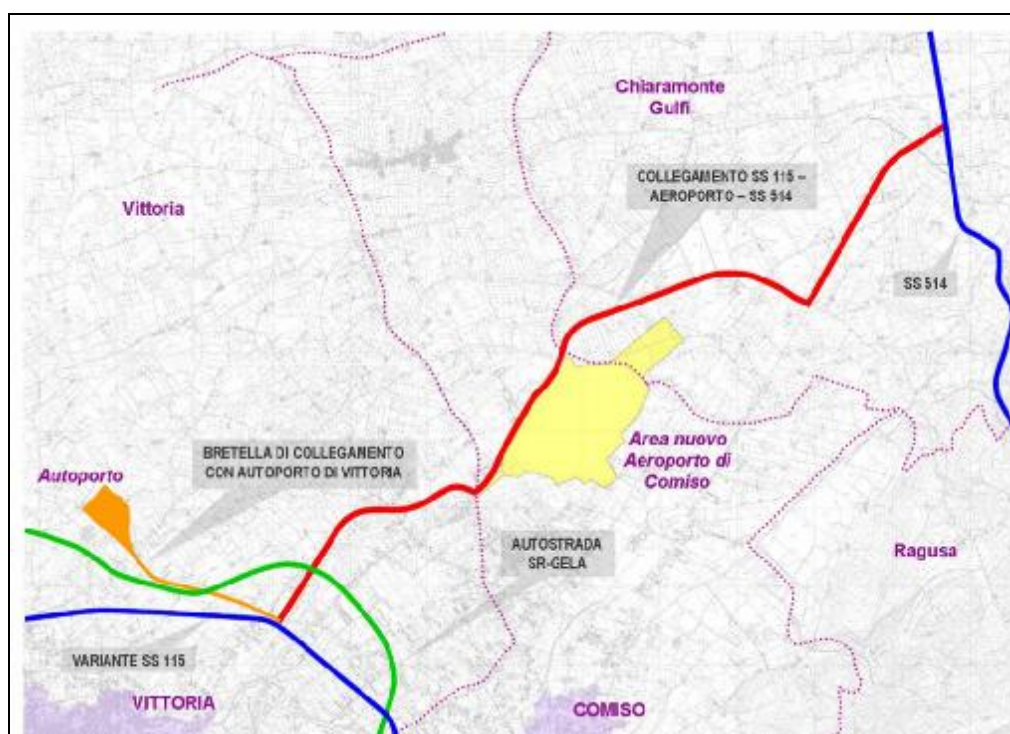 Chiaramonte
Gulfi
COLLEGAMENTO SS 115 –
AEROPORTO – SS 514
Vittoria
SS 514
Area nuovo
Aeroporto di
Comiso
BRETELLA DI COLLEGAMENTO
CON AUTOPORTO DI VITTORIA
Autoporto
AUTOSTRADA
SR-GELA
Ragusa
VARIANTE SS 115
VITTORIA
COMISO